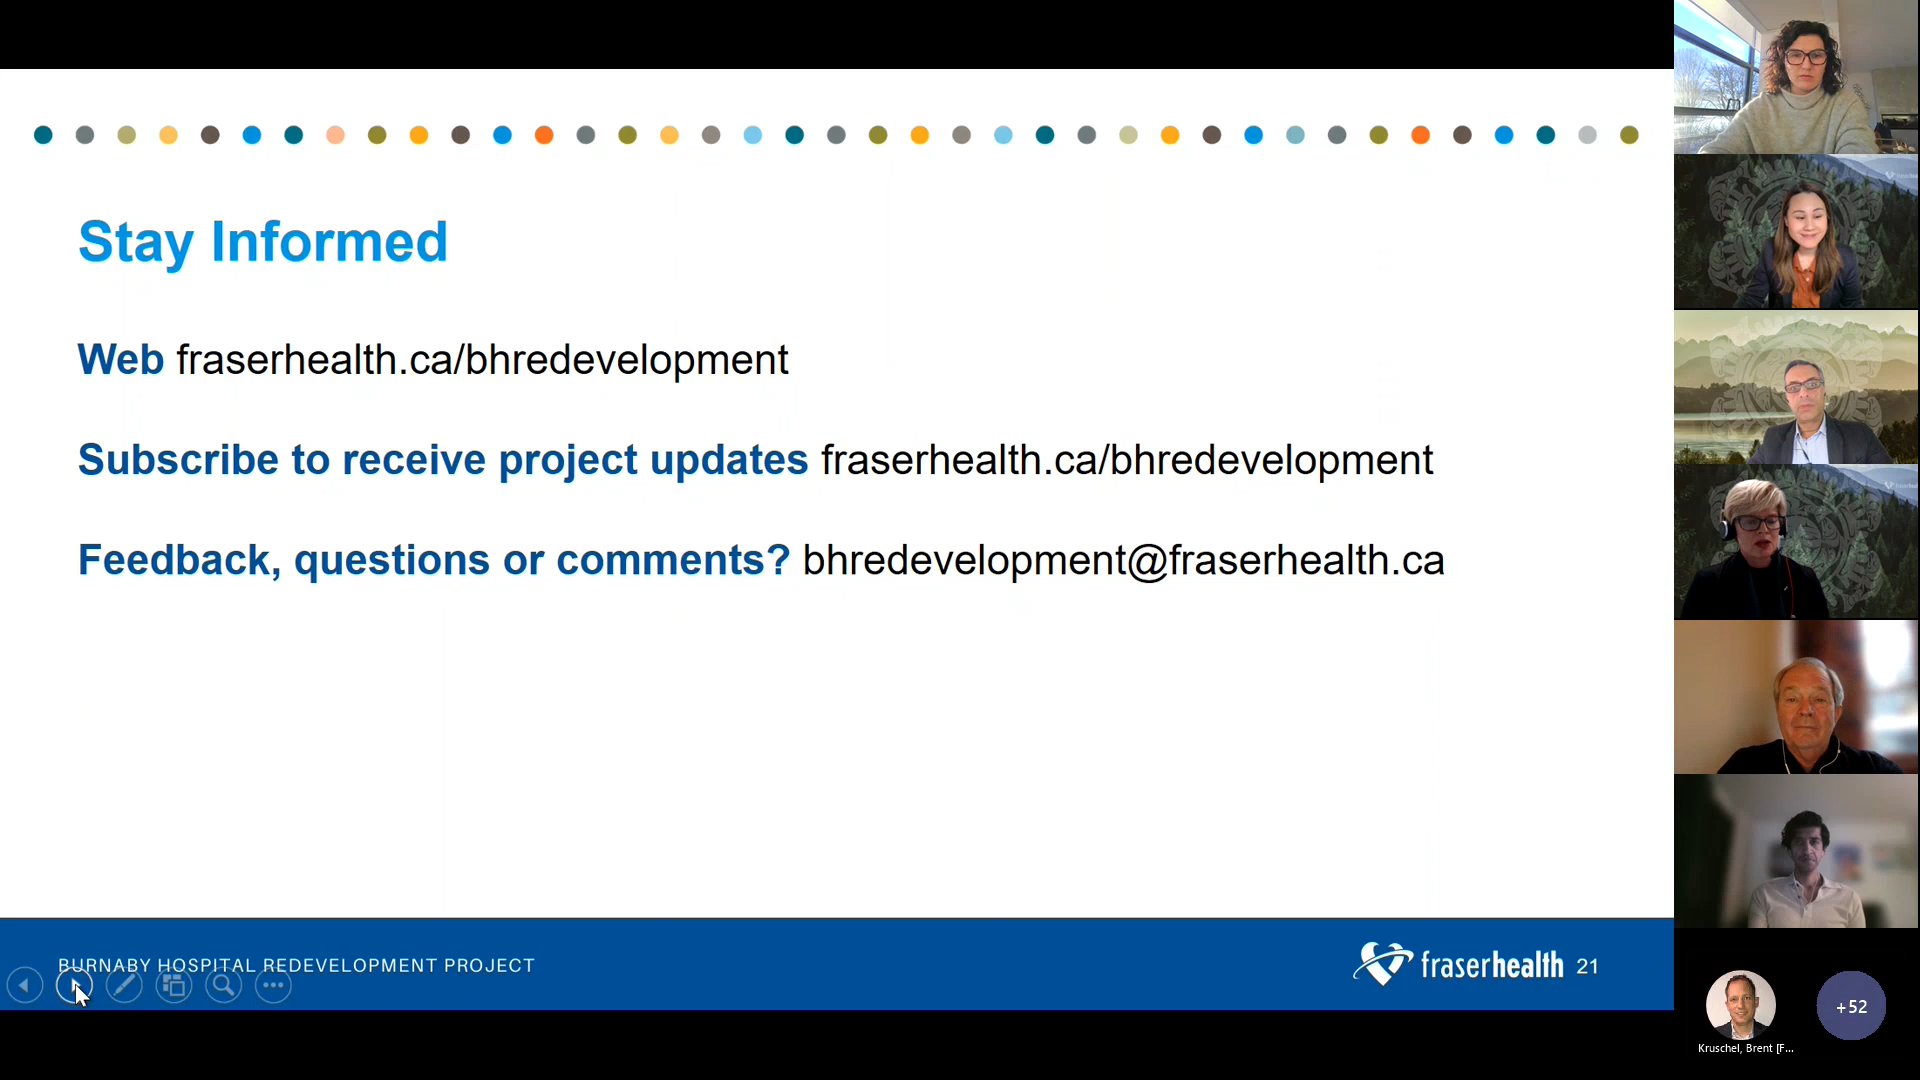 Stay Informed
Web fraserhealth.ca/bhredevelopment
Subscribe to receive project updates fraserhealth.ca/bhredevelopment
Feedback, questions or comments? bhredevelopment@fraserhealth.ca
BURNABY HOSPITAL REDEVELOPMENT PROJECT
fraserhealth 21
+52
Kruschel, Brent [F...